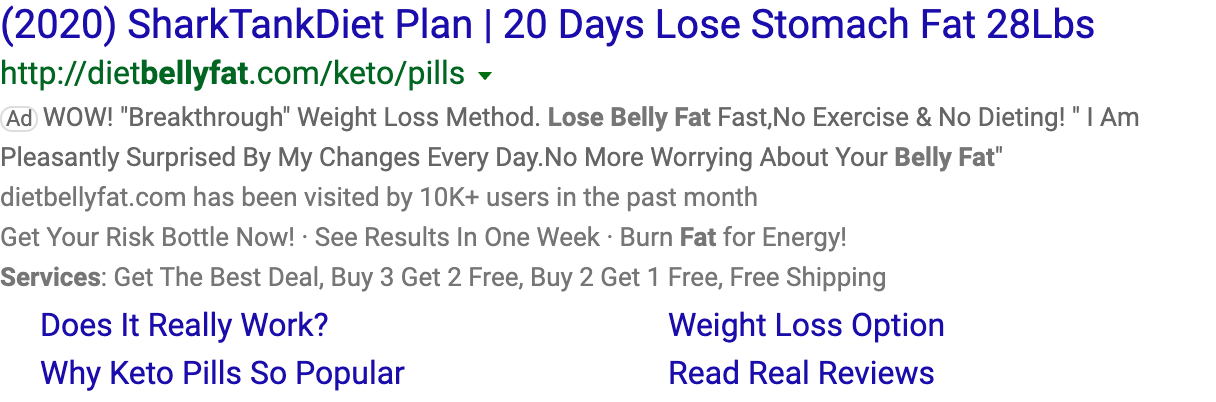 (2020) SharkTankDiet Plan | 20 Days Lose Stomach Fat 28Lbs
http://dietbellyfat.com/keto/pills
Ad WOW! "Breakthrough" Weight Loss Method. Lose Belly Fat Fast,No Exercise & No Dieting! " I Am
Pleasantly Surprised By My Changes Every Day.No More Worrying About Your Belly Fat"
dietbellyfat.com has been visited by 10K+ users in the past month
Get Your Risk Bottle Now! · See Results In One Week · Burn Fat for Energy!
Services: Get The Best Deal, Buy 3 Get 2 Free, Buy 2 Get 1 Free, Free Shipping
Does It Really Work?
Weight Loss Option
Why Keto Pills So Popular
Read Real Reviews